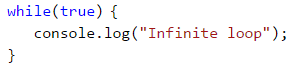 while(true) {
   console.log("Infinite loop");
}